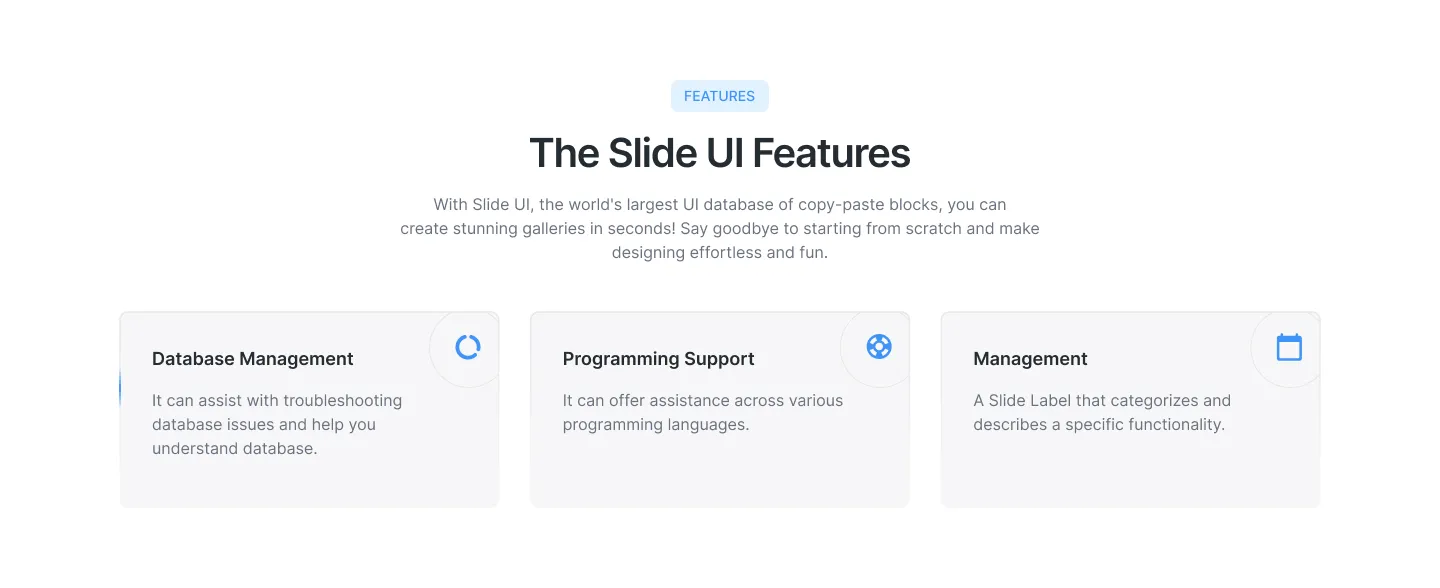 FEATURES
The Slide UI Features
With Slide UI, the world's largest UI database of copy-paste blocks, you can
create stunning galleries in seconds! Say goodbye to starting from scratch and make
designing effortless and fun.
Database Management
It can assist with troubleshooting
database issues and help you
understand database.
Programming Support
It can offer assistance across various
programming languages.
Management
A Slide Label that categorizes and
describes a specific functionality.